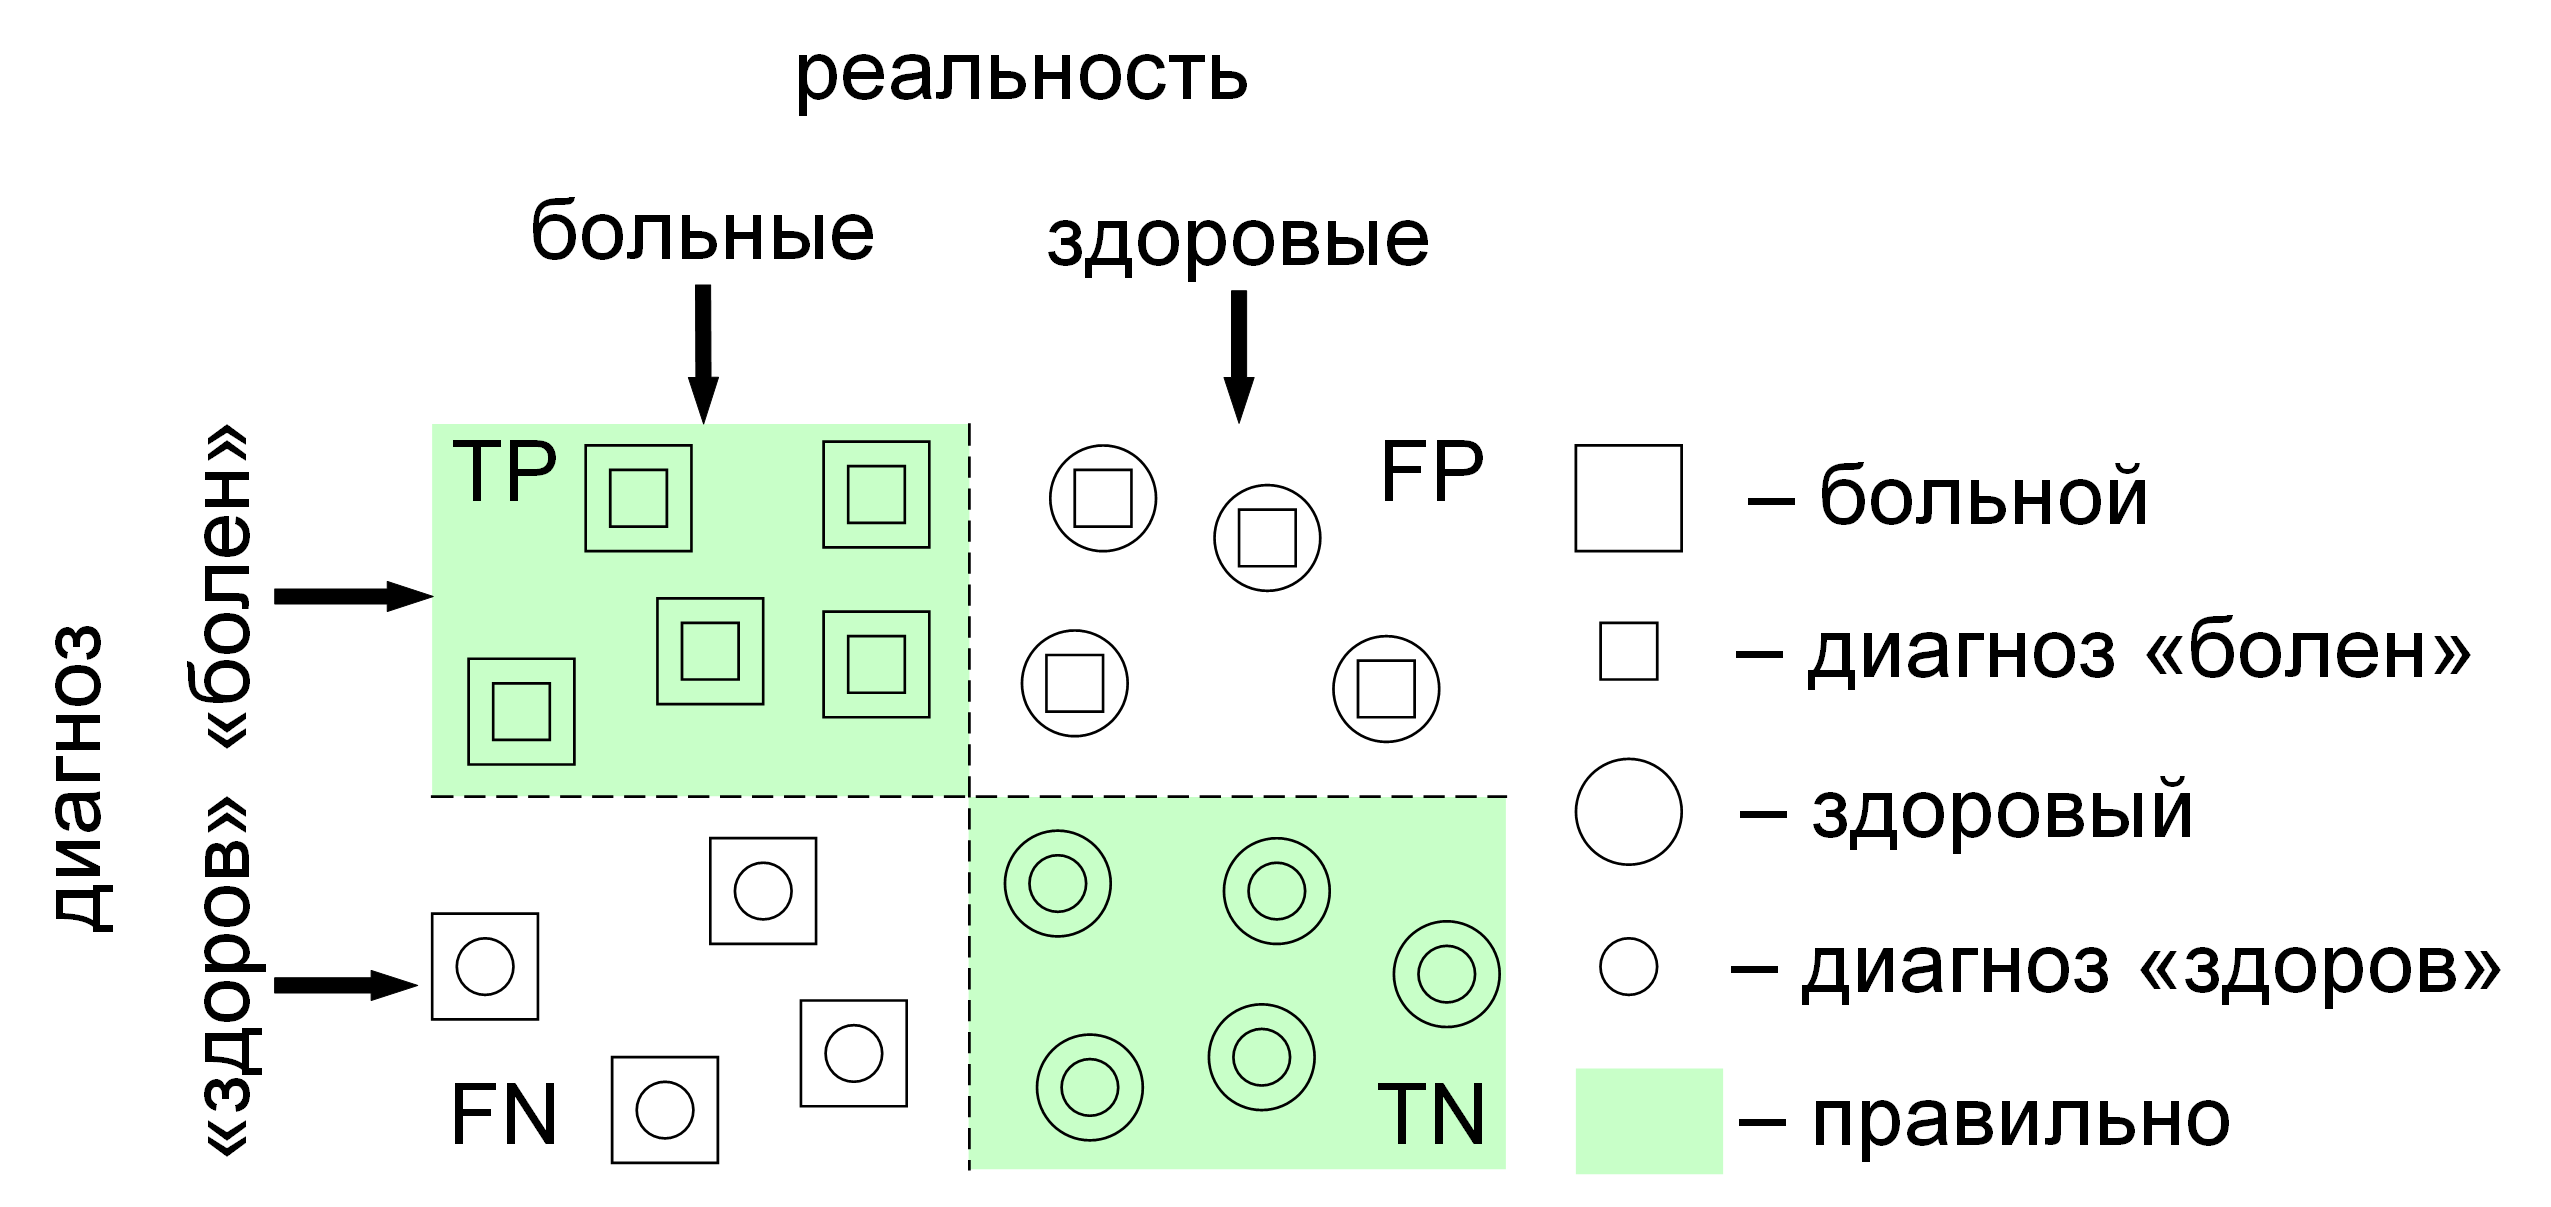 реальность
больные
здоровые
диагноз
«болен»
«здоров»
TP
FP
FN
TN
– больной
– диагноз «болен»
– здоровый
– диагноз «здоров»
– правильно